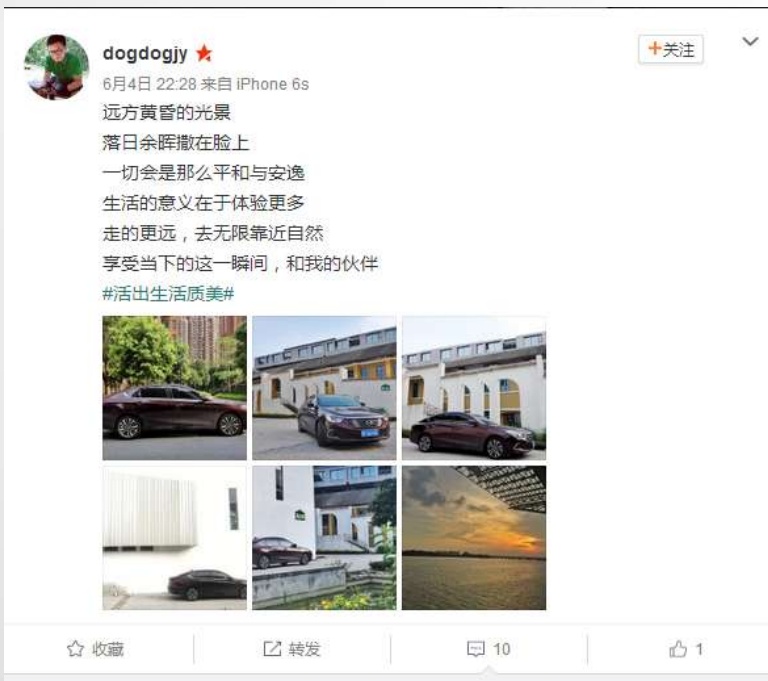 dogdogjy
+关注
6月4日 22:28 来自 iPhone 6s
远方黄昏的光景
落日余晖撒在脸上
一切会是那么平和与安逸
生活的意义在于体验更多
走的更远，去无限靠近自然
享受当下的这一瞬间，和我的伙伴
#活出生活质美#
收藏
转发
10
1